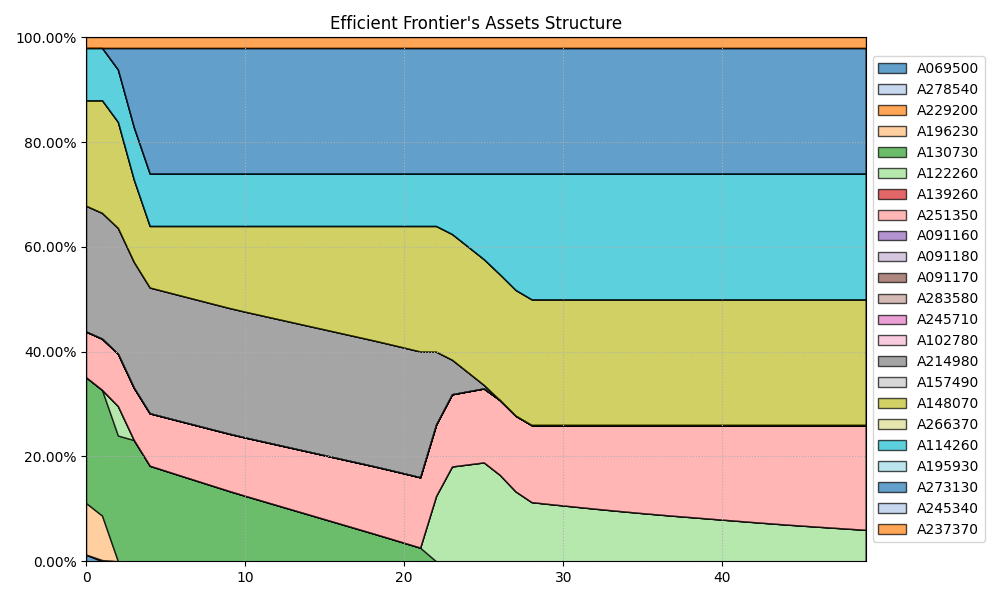 Efficient Frontier's Assets Structure
100.00%
80.00%
60.00%
40.00%
20.00%
0.00%
0
10
20
30
40
A069500
A278540
A229200
A196230
A130730
A122260
A139260
A251350
A091160
A091180
A091170
A283580
A245710
A102780
A214980
A157490
A148070
A266370
A114260
A195930
A273130
A245340
A237370